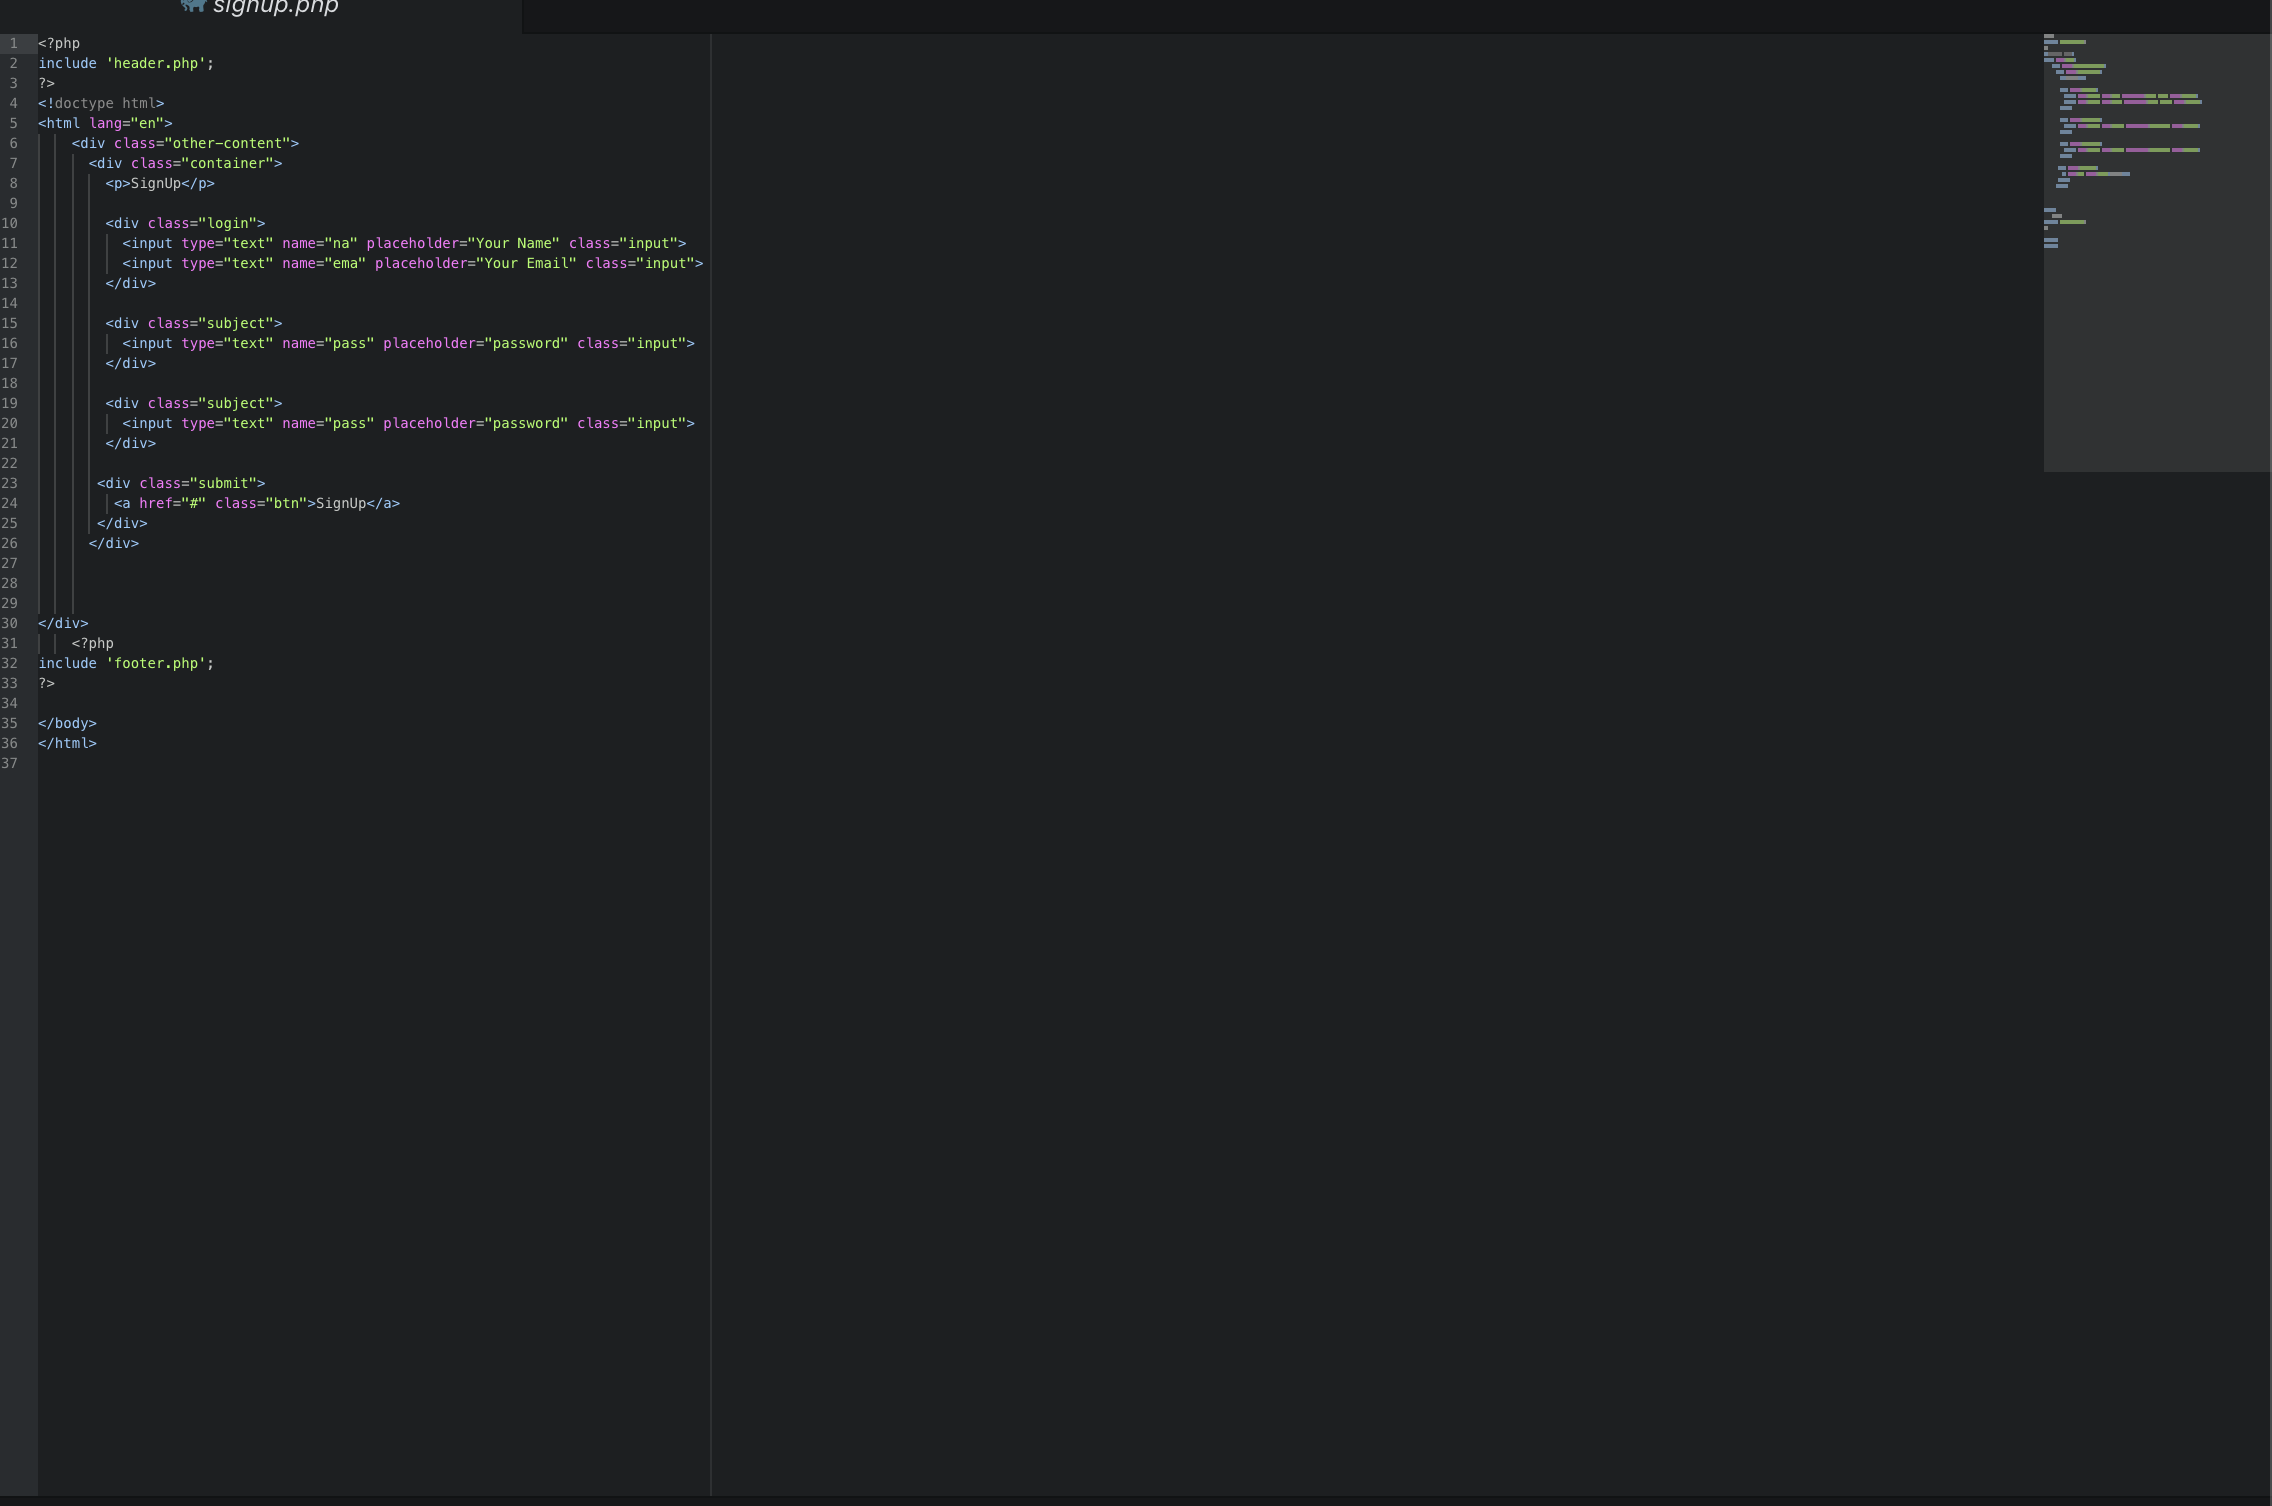 signup.php
1 <?php
2 include 'header.php';
3 ?>
4 <!doctype html>
5 <html lang="en">
6 <div class="other-content">
7 <div class="container">
8 <p>SignUp</p>
9
10 <div class="login">
11 <input type="text" name="na" placeholder="Your Name" class="input">
12 <input type="text" name="ema" placeholder="Your Email" class="input">
13 </div>
14
15 <div class="subject">
16 <input type="text" name="pass" placeholder="password" class="input">
17 </div>
18
19 <div class="subject">
20 <input type="text" name="pass" placeholder="password" class="input">
21 </div>
22
23 <div class="submit">
24 <a href="#" class="btn">SignUp</a>
25 </div>
26 </div>
27
28
29
30 </div>
31 <?php
32 include 'footer.php';
33 ?>
34
35 </body>
36 </html>
37